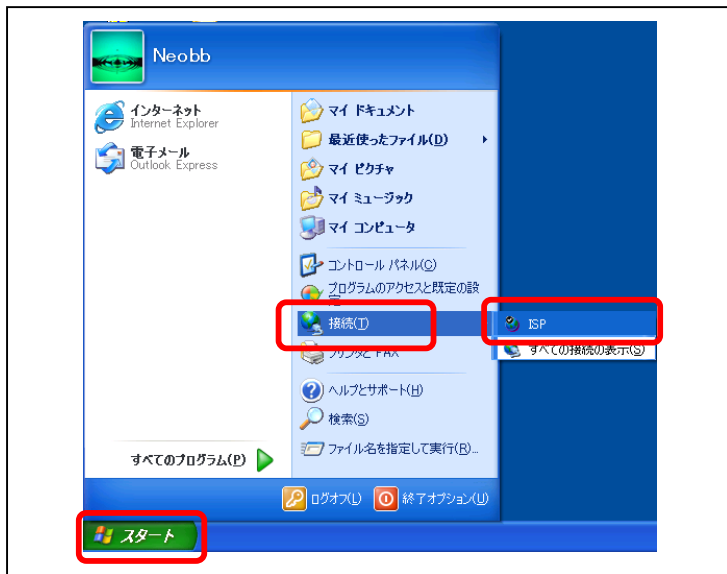 Neobb
インターネット
Internet Explorer
電子メール
Outlook Express
すべてのプログラム(P)
マイ ドキュメント
最近使ったファイル(D)
マイ ピクチャ
マイ ミュージック
マイ コンピュータ
コントロール パネル(C)
プログラムのアクセスと既定の設
定
接続(T)
プリンタと FAX
ヘルプとサポート(H)
検索(S)
ファイル名を指定して実行(R)...
ISP
すべての接続の表示(S)
ログオフ(L)
終了オプション(U)
スタート